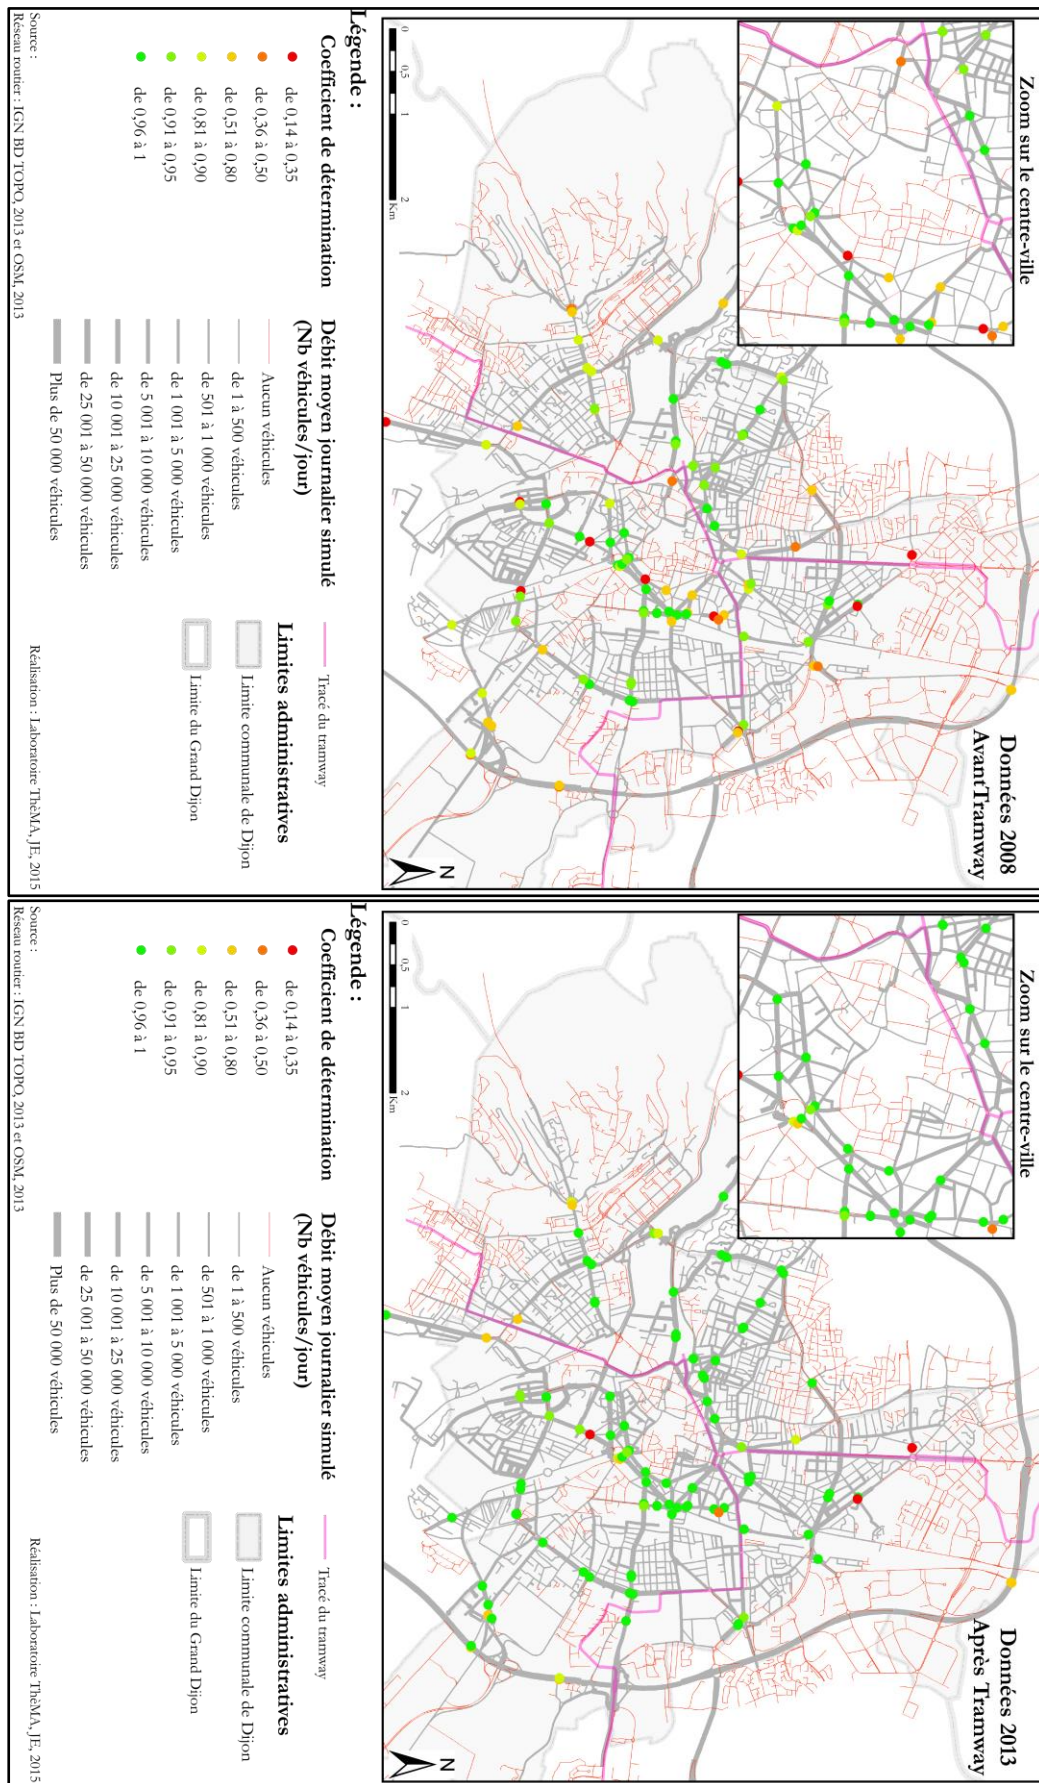 Données 2008
AvantTramway
Zoom sur le centre-ville
N
0
0,5
1
2
Km
Légende :
Coefficient de détermination
de 0,14 à 0,35
de 0,36 à 0,50
de 0,51 à 0,80
de 0,81 à 0,90
de 0,91 à 0,95
de 0,96 à 1
Débit moyen journalier simulé
(Nb véhicules/jour)
Aucun véhicules
de 1 à 500 véhicules
de 501 à 1 000 véhicules
de 1 001 à 5 000 véhicules
de 5 001 à 10 000 véhicules
de 10 001 à 25 000 véhicules
de 25 001 à 50 000 véhicules
Plus de 50 000 véhicules
Tracé du tramway
Limites administratives
Limite communale de Dijon
Limite du Grand Dijon
Source :
Réseau routier : IGN BD TOPO, 2013 et OSM, 2013
Réalisation : Laboratoire ThéMA, JE, 2015
Données 2013
Après Tramway
Zoom sur le centre-ville
N
0
0,5
1
2
Km
Légende :
Coefficient de détermination
de 0,14 à 0,35
de 0,36 à 0,50
de 0,51 à 0,80
de 0,81 à 0,90
de 0,91 à 0,95
de 0,96 à 1
Débit moyen journalier simulé
(Nb véhicules/jour)
Aucun véhicules
de 1 à 500 véhicules
de 501 à 1 000 véhicules
de 1 001 à 5 000 véhicules
de 5 001 à 10 000 véhicules
de 10 001 à 25 000 véhicules
de 25 001 à 50 000 véhicules
Plus de 50 000 véhicules
Tracé du tramway
Limites administratives
Limite communale de Dijon
Limite du Grand Dijon
Source :
Réseau routier : IGN BD TOPO, 2013 et OSM, 2013
Réalisation : Laboratoire ThéMA, JE, 2015